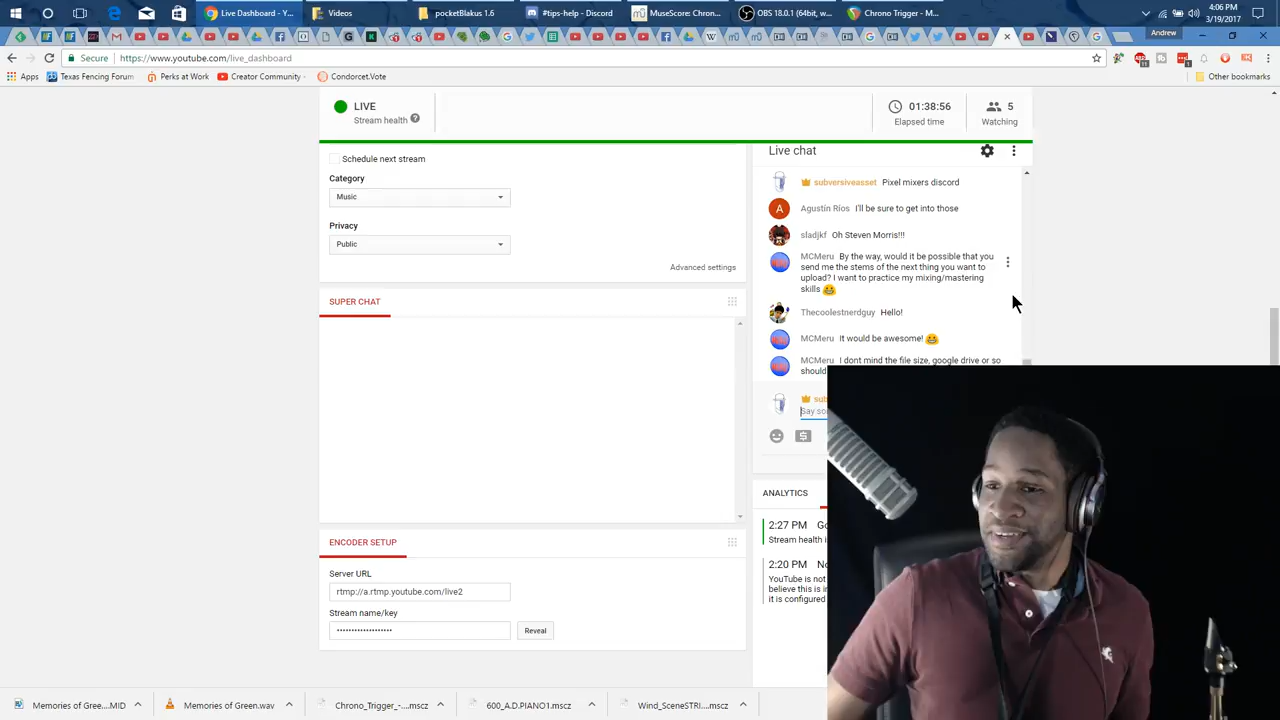 Live Dashboard - Y...
Videos
pocketBlakus 1.6
#tips-help - Discord
MuseScore: Chron...
OBS 18.0.1 (64bit, w...
Chrono Trigger - M...
4:06 PM
3/19/2017
Andrew
Secure
https://www.youtube.com/live_dashboard
Apps
Texas Fencing Forum
Perks at Work
Creator Community
Condorcet.Vote
Other bookmarks
LIVE
Stream health
01:38:56
Elapsed time
5
Watching
Schedule next stream
Category
Music
Privacy
Public
Advanced settings
SUPER CHAT
ENCODER SETUP
Server URL
rtmp://a.rtmp.youtube.com/live2
Stream name/key
••••••••••••••••••
Reveal
Live chat
subversiveasset Pixel mixers discord
Agustín Ríos I'll be sure to get into those
sladjkf Oh Steven Morris!!!
MCMeru By the way, would it be possible that you
send me the stems of the next thing you want to
upload? I want to practice my mixing/mastering
skills 😂
Thecoolestnerdguy Hello!
MCMeru It would be awesome! 😂
MCMeru I dont mind the file size, google drive or so
should
sub
Say so
ANALYTICS
2:27 PM Go
Stream health i
2:20 PM No
YouTube is not
believe this is in
it is configured
Memories of Gree....MID
Memories of Green.wav
Chrono_Trigger_-....mscz
600_A.D.PIANO1.mscz
Wind_SceneSTRI....mscz